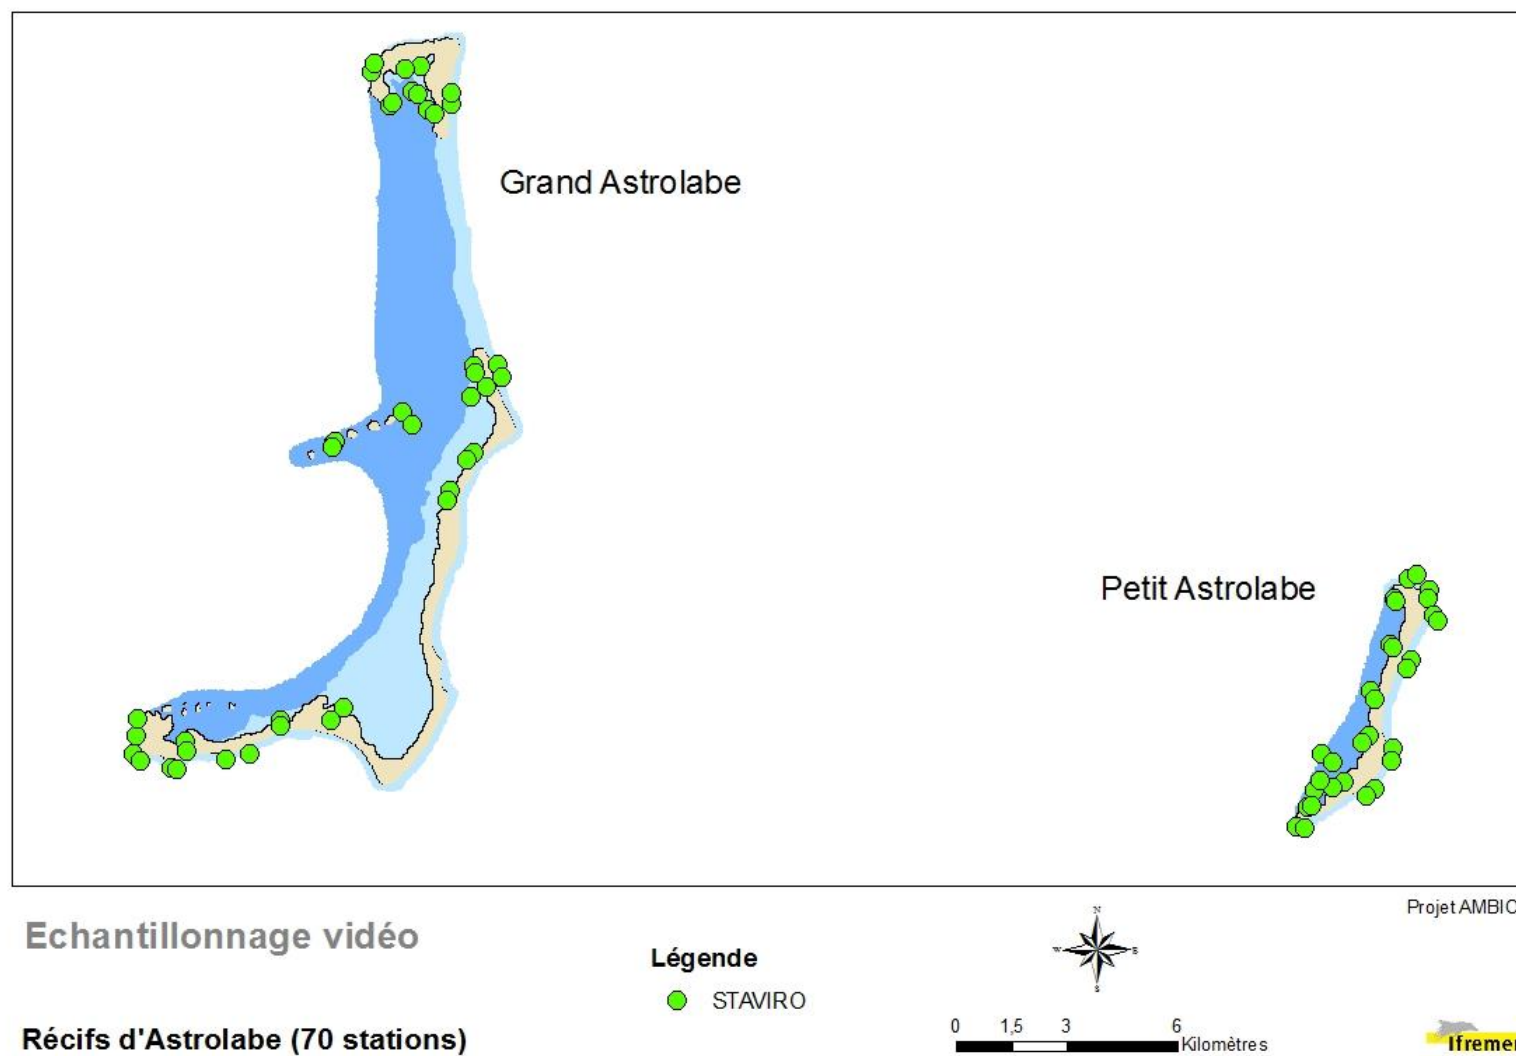 Grand Astrolabe
Petit Astrolabe
Projet AMBIO
Echantillonnage vidéo
Légende
STAVIRO
N
W E
S
0 1,5 3 6
Kilomètres
Récifs d'Astrolabe (70 stations)
Ifremer